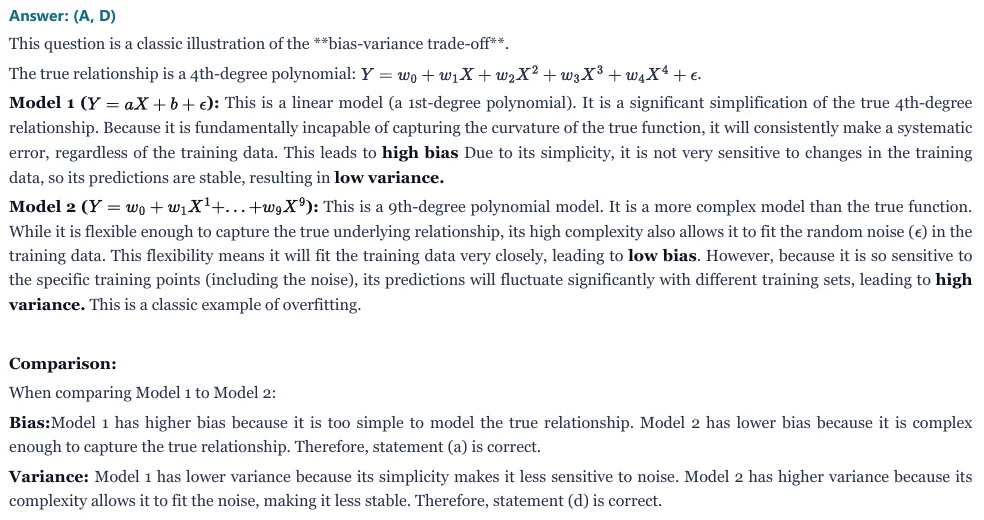 Answer: (A, D)
This question is a classic illustration of the **bias-variance trade-off**.
The true relationship is a 4th-degree polynomial: Y = w₀ + w₁X + w₂X² + w₃X³ + w₄X⁴ + ϵ.
Model 1 (Y = aX + b + ϵ): This is a linear model (a 1st-degree polynomial). It is a significant simplification of the true 4th-degree
relationship. Because it is fundamentally incapable of capturing the curvature of the true function, it will consistently make a systematic
error, regardless of the training data. This leads to high bias Due to its simplicity, it is not very sensitive to changes in the training
data, so its predictions are stable, resulting in low variance.
Model 2 (Y = w₀ + w₁X¹+...+w₉X⁹): This is a 9th-degree polynomial model. It is a more complex model than the true function.
While it is flexible enough to capture the true underlying relationship, its high complexity also allows it to fit the random noise (ϵ) in the
training data. This flexibility means it will fit the training data very closely, leading to low bias. However, because it is so sensitive to
the specific training points (including the noise), its predictions will fluctuate significantly with different training sets, leading to high
variance. This is a classic example of overfitting.
Comparison:
When comparing Model 1 to Model 2:
Bias:Model 1 has higher bias because it is too simple to model the true relationship. Model 2 has lower bias because it is complex
enough to capture the true relationship. Therefore, statement (a) is correct.
Variance: Model 1 has lower variance because its simplicity makes it less sensitive to noise. Model 2 has higher variance because its
complexity allows it to fit the noise, making it less stable. Therefore, statement (d) is correct.